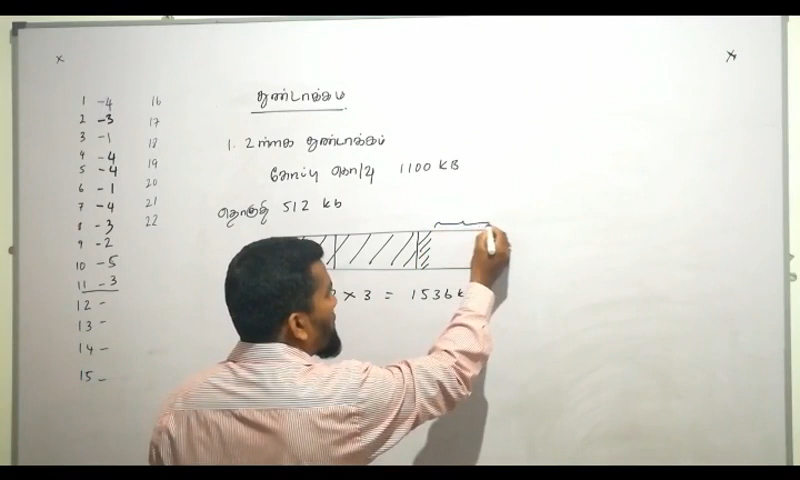 1 - 4
2 - 3
3 - 1
4 - 4
5 - 4
6 - 1
7 - 4
8 - 3
9 - 2
10 - 5
11 - 3
12 -
13 -
14 -
15 -
16
17
18
19
20
21
22
துண்டாக்கம்
1. உள்ளக துண்டாக்கம்
கோப்பு 1100 KB
தொகுதி 512 kb
x 3 = 1536 k